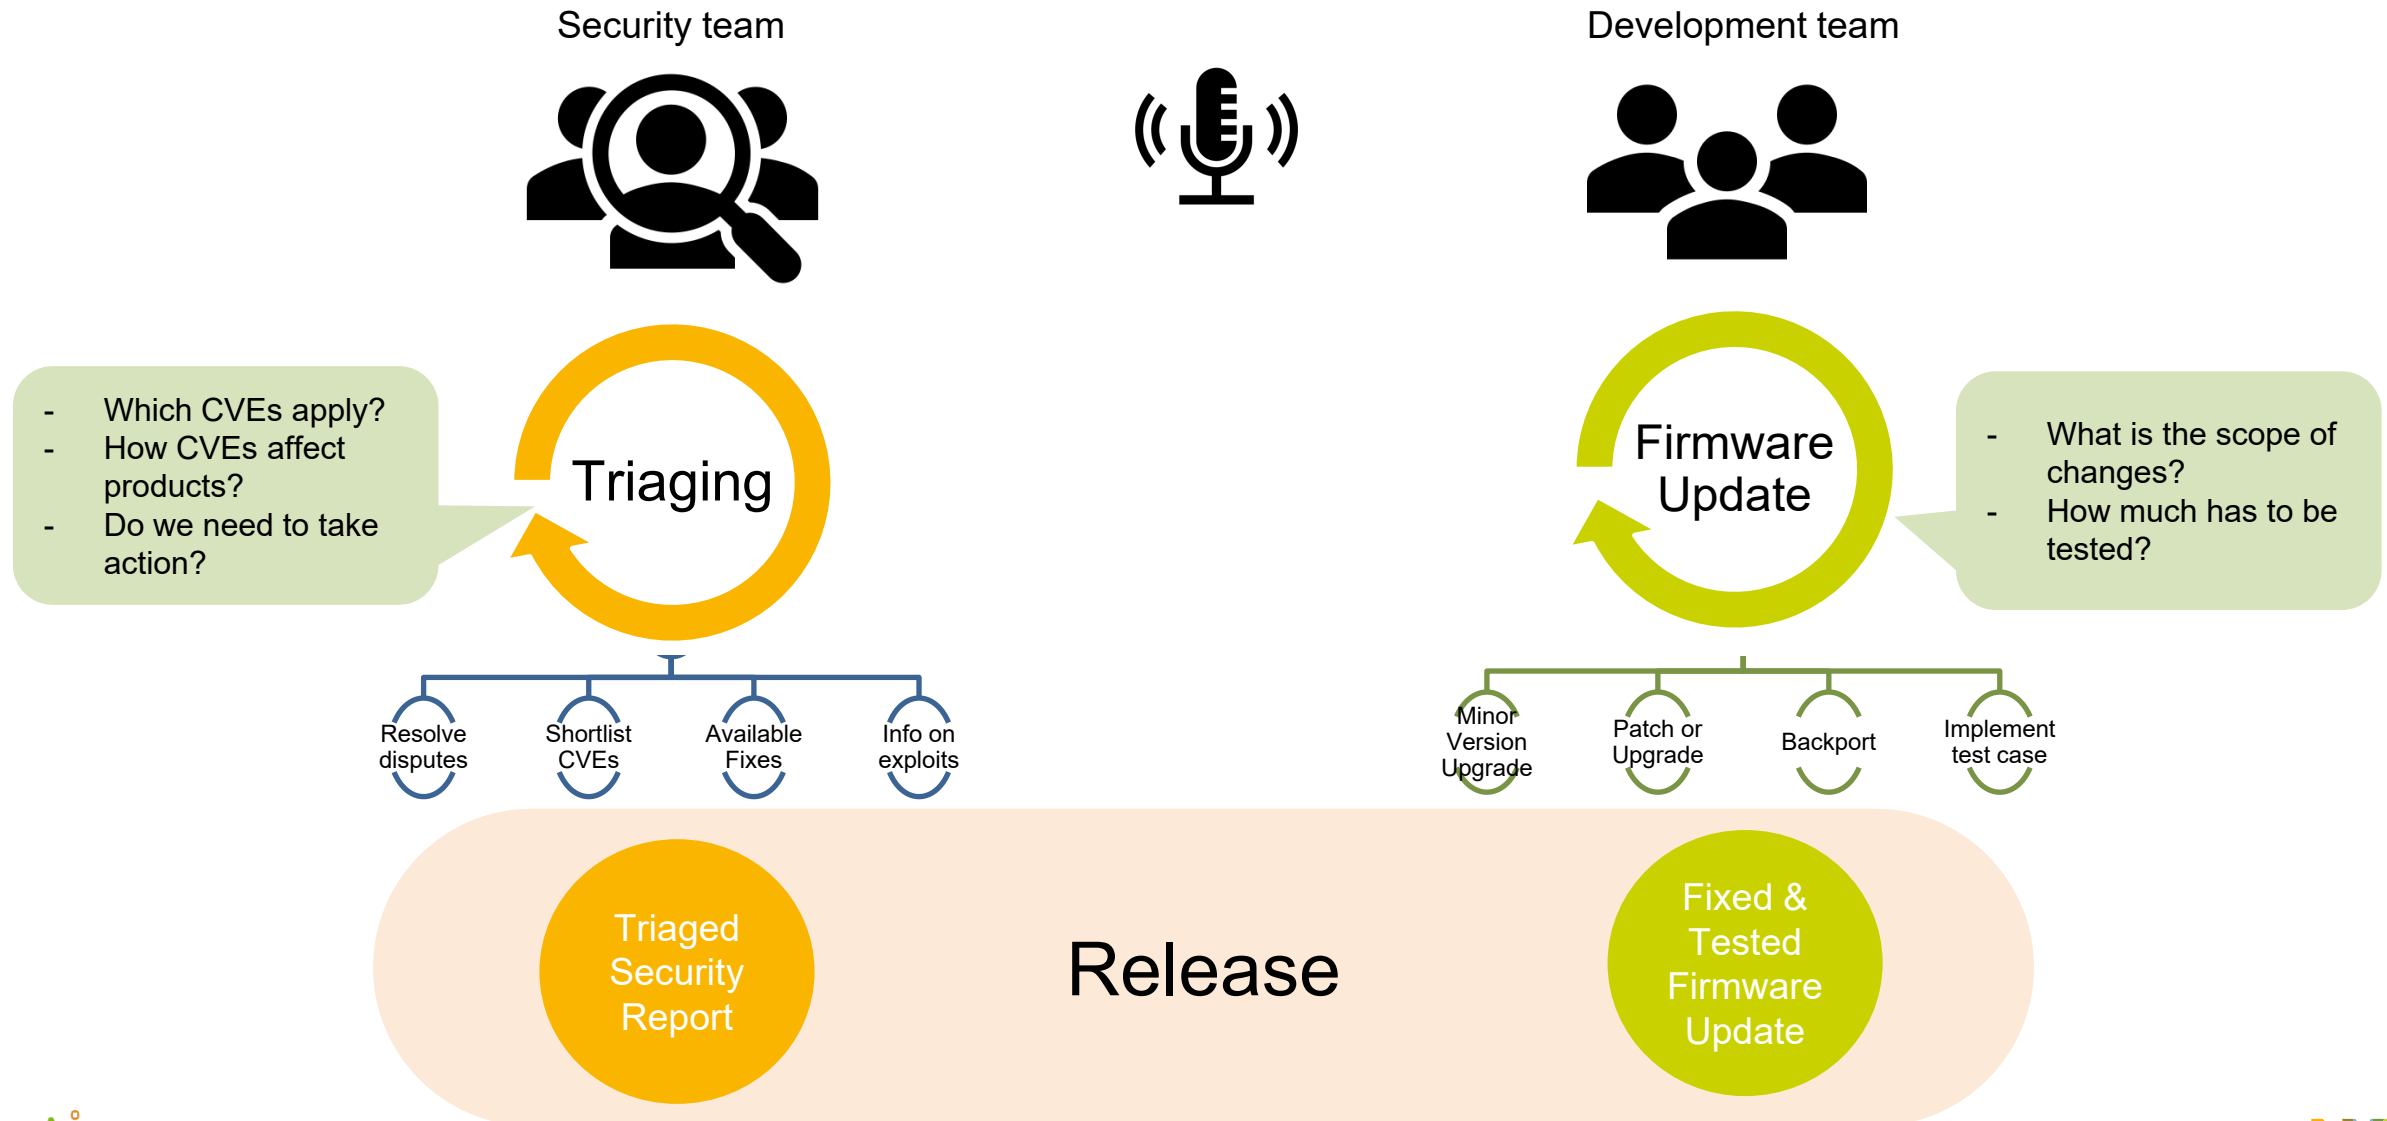 Security team
Development team
- Which CVEs apply?
- How CVEs affect
products?
- Do we need to take
action?
Triaging
Firmware
Update
- What is the scope of
changes?
- How much has to be
tested?
Resolve
disputes
Shortlist
CVEs
Available
Fixes
Info on
exploits
Minor
Version
Upgrade
Patch or
Upgrade
Backport
Implement
test case
Triaged
Security
Report
Release
Fixed &
Tested
Firmware
Update